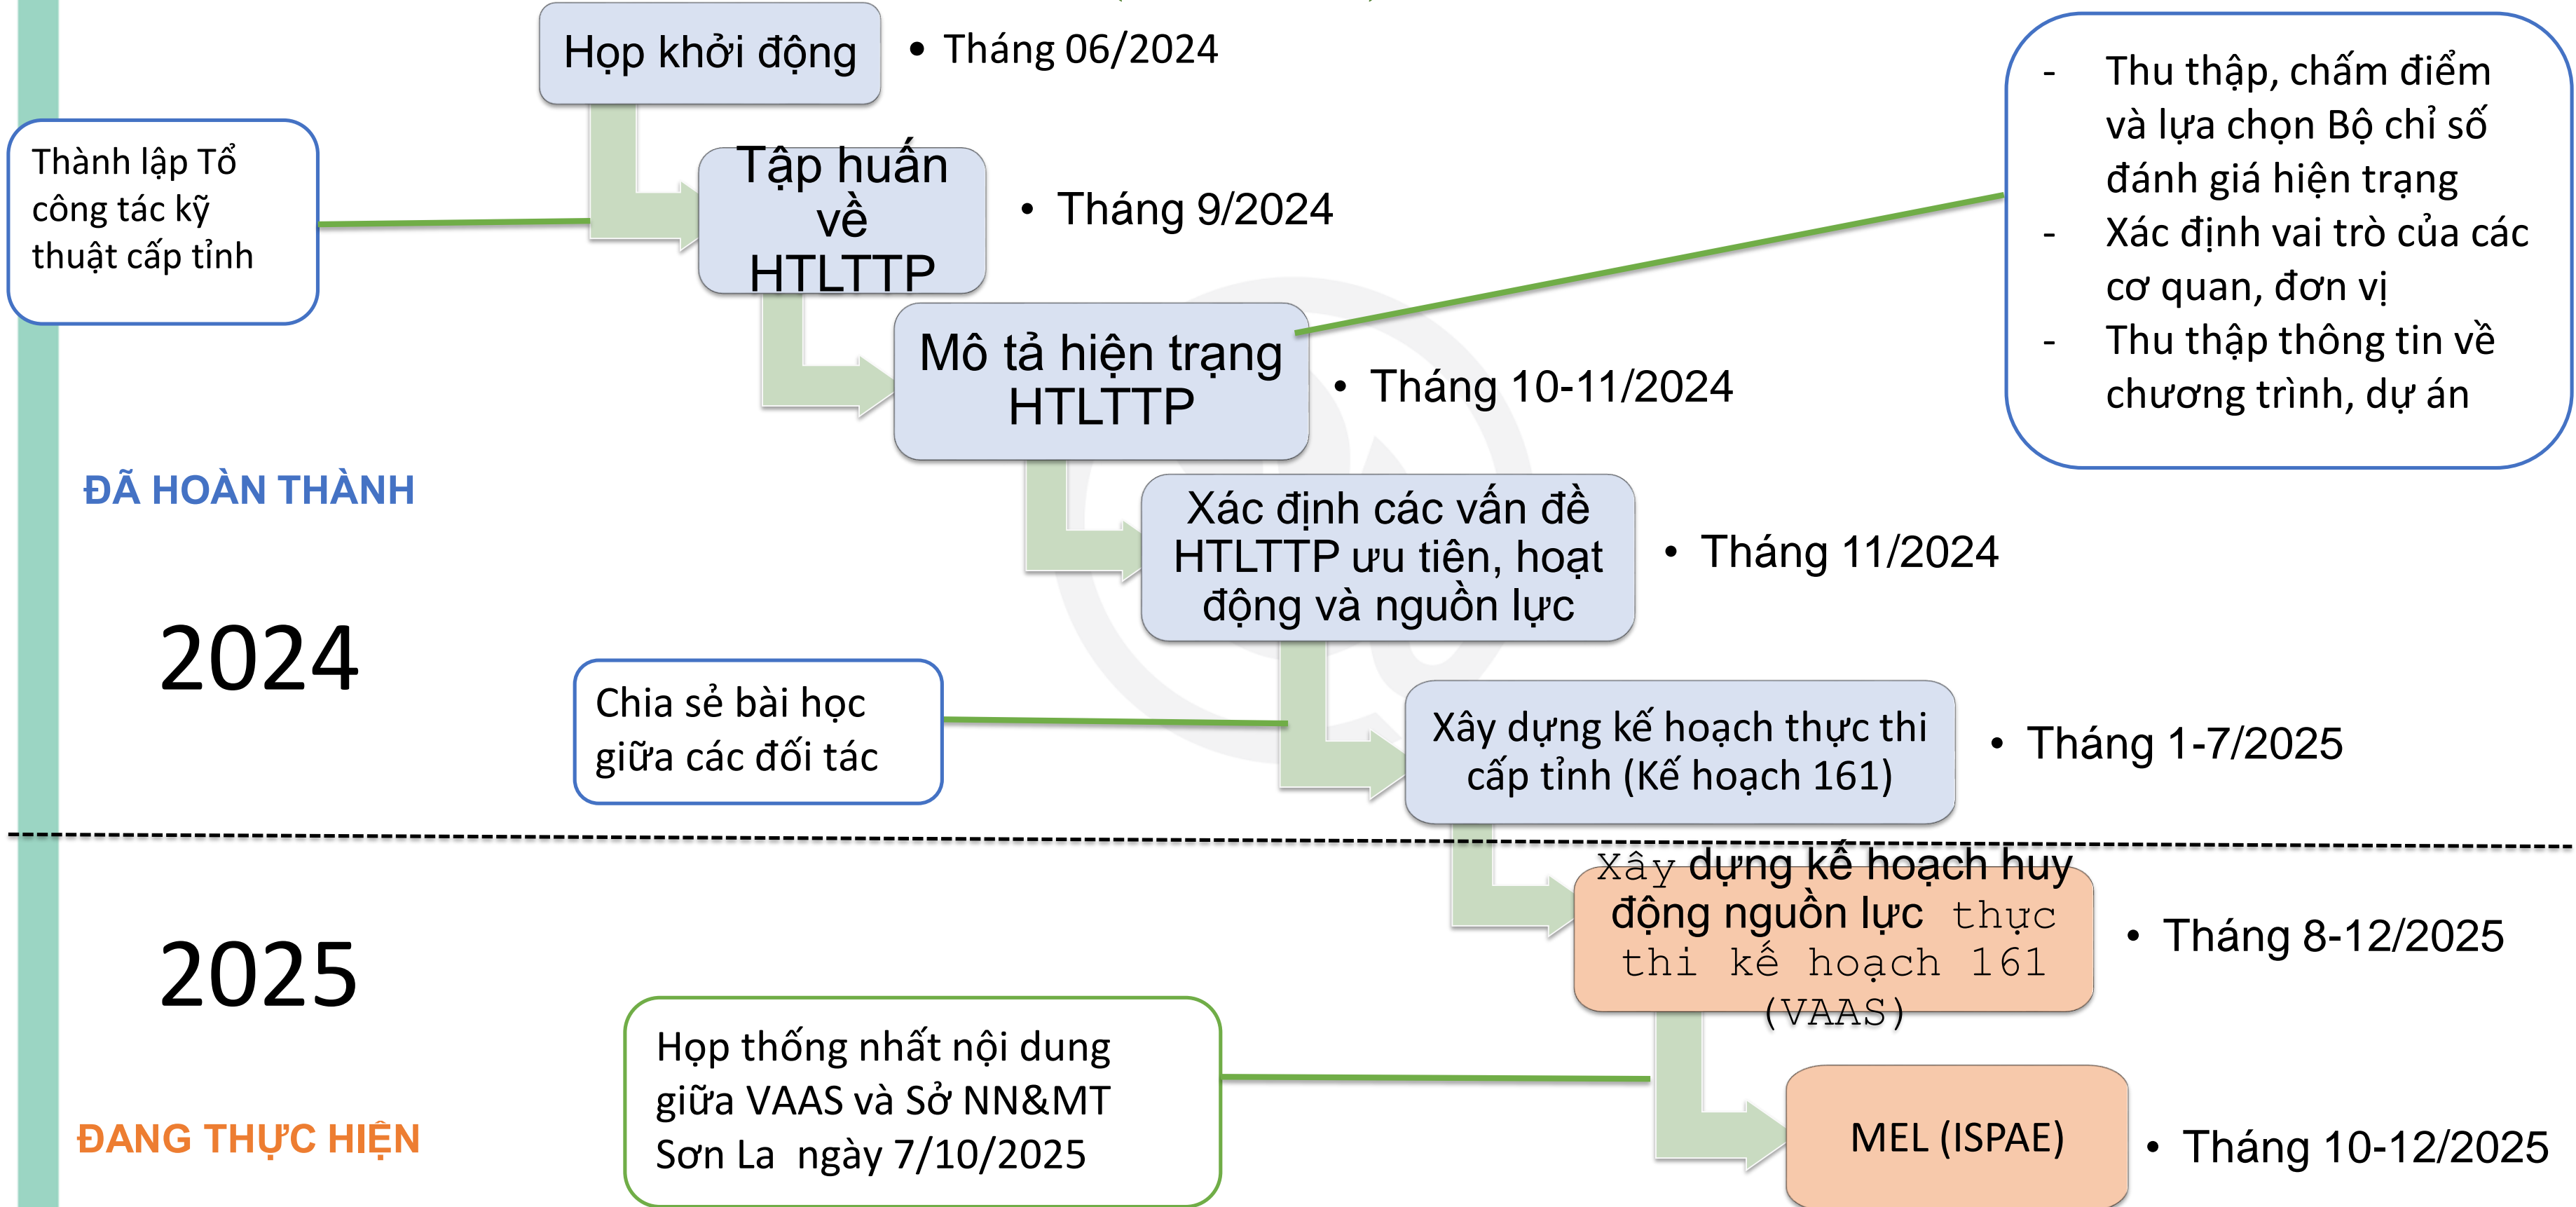 Họp khởi động
• Tháng 06/2024
Thành lập Tổ
công tác kỹ
thuật cấp tỉnh
Tập huấn
về
HTLTTP
• Tháng 9/2024
- Thu thập, chấm điểm
và lựa chọn Bộ chỉ số
đánh giá hiện trạng
- Xác định vai trò của các
cơ quan, đơn vị
- Thu thập thông tin về
chương trình, dự án
Mô tả hiện trạng
HTLTTP
• Tháng 10-11/2024
ĐÃ HOÀN THÀNH
Xác định các vấn đề
HTLTTP ưu tiên, hoạt
động và nguồn lực
• Tháng 11/2024
2024
Chia sẻ bài học
giữa các đối tác
Xây dựng kế hoạch thực thi
cấp tỉnh (Kế hoạch 161)
• Tháng 1-7/2025
Xây dựng kế hoạch huy
động nguồn lực thực
thi kế hoạch 161
(VAAS)
• Tháng 8-12/2025
2025
Họp thống nhất nội dung
giữa VAAS và Sở NN&MT
Sơn La ngày 7/10/2025
ĐANG THỰC HIỆN
MEL (ISPAE)
• Tháng 10-12/2025